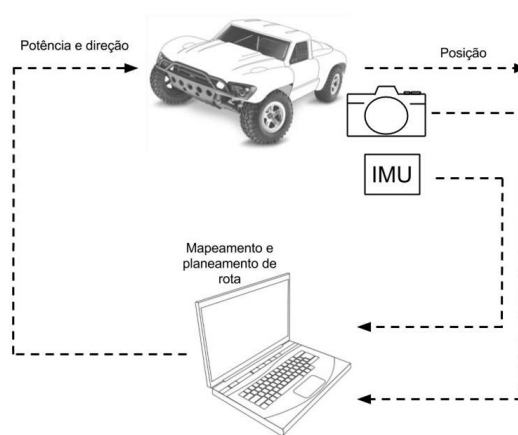 Potência e direção
Posição
IMU
Mapeamento e
planeamento de
rota